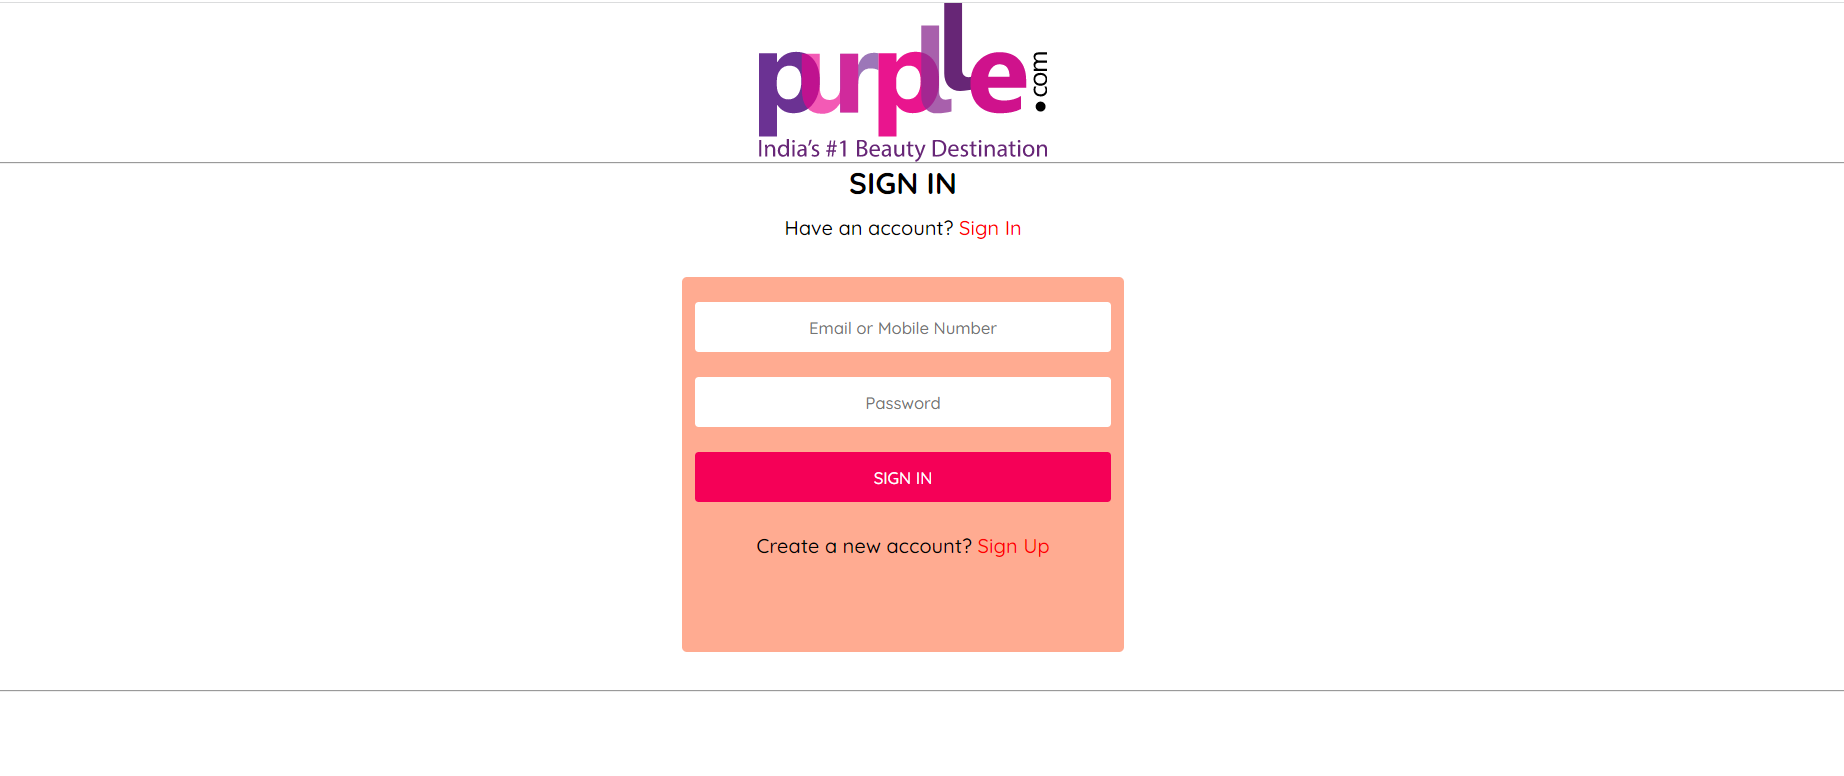 purplle.com
India's #1 Beauty Destination
SIGN IN
Have an account? Sign In
Email or Mobile Number
Password
SIGN IN
Create a new account? Sign Up